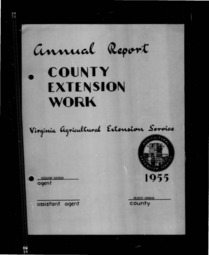 Annual Report
COUNTY
EXTENSION
WORK
Virginia Agricultural Extension Service
1955
agent
assistant agent
county